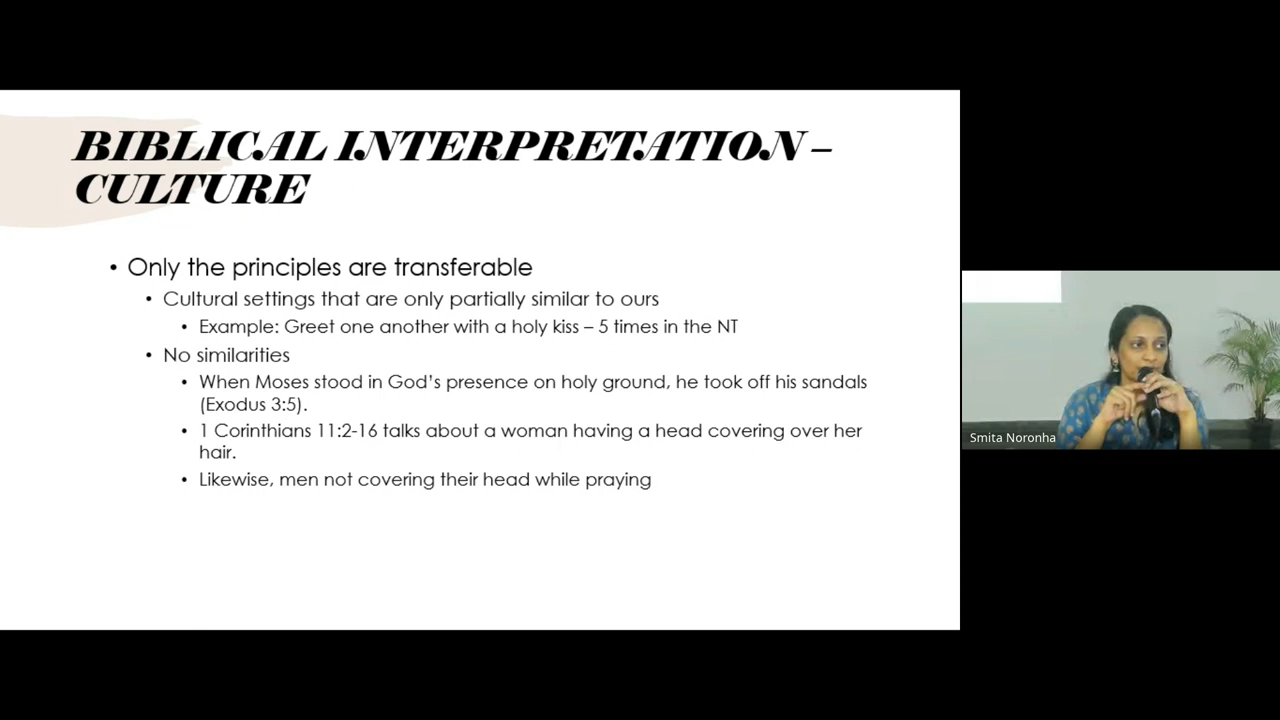 BIBLICAL INTERPRETATION –
CULTURE
• Only the principles are transferable
• Cultural settings that are only partially similar to ours
• Example: Greet one another with a holy kiss – 5 times in the NT
• No similarities
• When Moses stood in God's presence on holy ground, he took off his sandals
(Exodus 3:5).
• 1 Corinthians 11:2-16 talks about a woman having a head covering over her
hair.
• Likewise, men not covering their head while praying
Smita Noronha